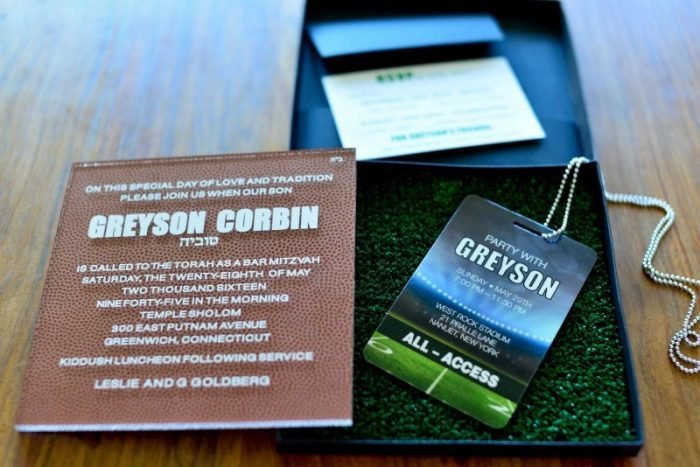 ON THIS SPECIAL DAY OF LOVE AND TRADITION
PLEASE JOIN US WHEN OUR SON
GREYSON CORBIN
טוביה
IS CALLED TO THE TORAH AS A BAR MITZVAH
SATURDAY, THE TWENTY-EIGHTH OF MAY
TWO THOUSAND SIXTEEN
NINE FORTY-FIVE IN THE MORNING
TEMPLE SHOLOM
300 EAST PUTNAM AVENUE
GREENWICH, CONNECTICUT
KIDDUSH LUNCHEON FOLLOWING SERVICE
LESLIE AND G GOLDBERG
PARTY WITH
GREYSON
SUNDAY • MAY 29TH
7:00 PM – 11:30 PM
WEST ROCK STADIUM
21 PRALLE LANE
NANUET, NEW YORK
ALL - ACCESS
RSVP